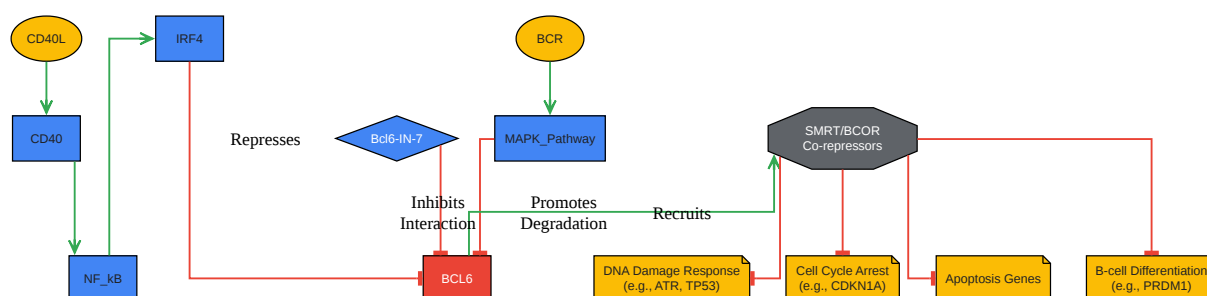 CD40L
IRF4
BCR
CD40
Represses
Bcl6-IN-7
MAPK_Pathway
SMRT/BCOR
Co-repressors
Inhibits
Interaction
Promotes
Degradation
Recruits
NF_kB
BCL6
DNA Damage Response
(e.g., ATR, TP53)
Cell Cycle Arrest
(e.g., CDKN1A)
Apoptosis Genes
B-cell Differentiation
(e.g., PRDM1)